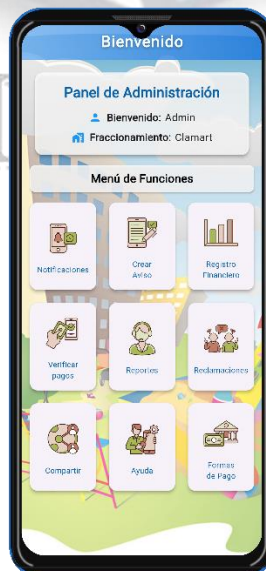 Bienvenido
Panel de Administración
Bienvenido: Admin
Fraccionamiento: Clamart
Menú de Funciones
Notificaciones
Crear
Aviso
Registro
Financiero
Verificar
pagos
Reportes
Reclamaciones
Compartir
Ayuda
Formas
de Pago